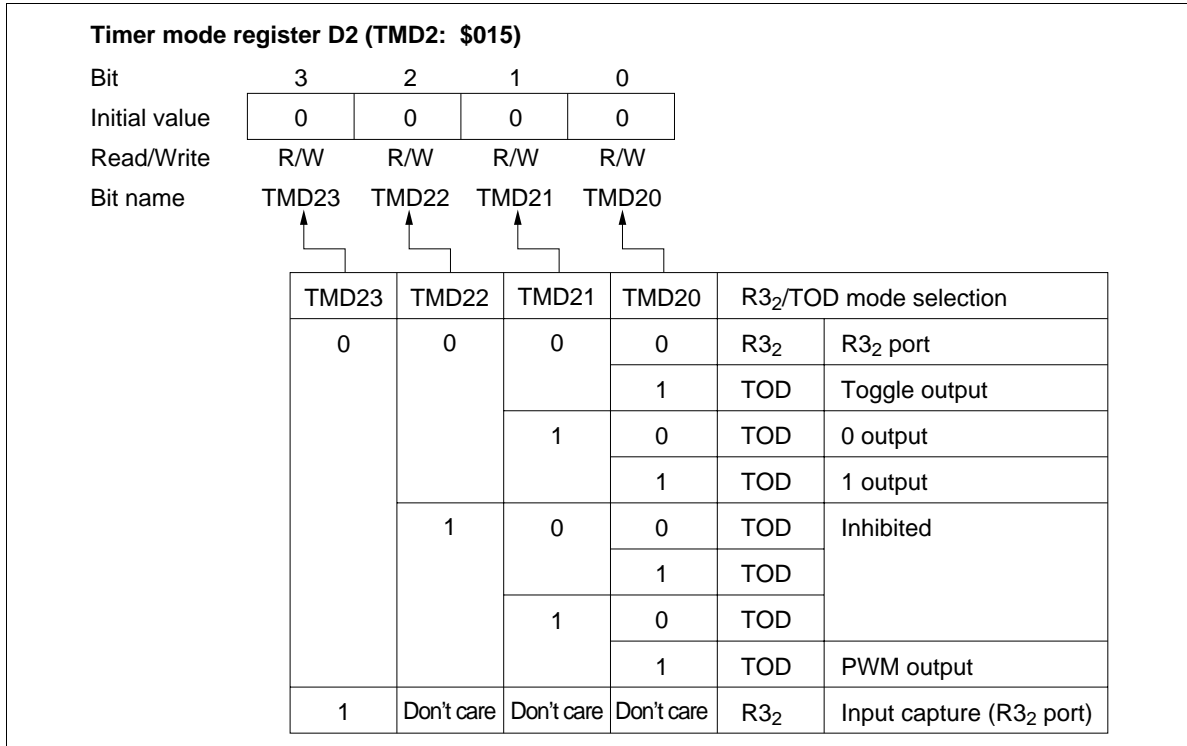 Timer mode register D2 (TMD2: $015)
Bit 3 2 1 0
Initial value 0 0 0 0
Read/Write R/W R/W R/W R/W
Bit name TMD23 TMD22 TMD21 TMD20
TMD23 TMD22 TMD21 TMD20 R3₂/TOD mode selection
0 0 0 0 R3₂ R3₂ port
1 TOD Toggle output
1 0 TOD 0 output
1 TOD 1 output
1 0 0 TOD Inhibited
1 TOD
1 0 TOD
1 TOD PWM output
1 Don't care Don't care Don't care R3₂ Input capture (R3₂ port)